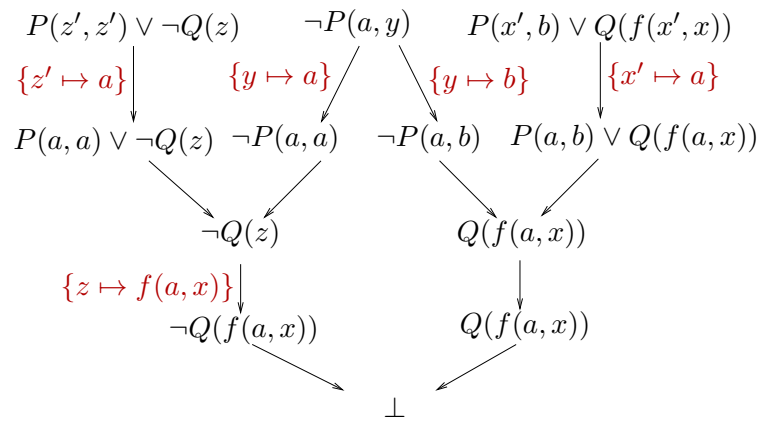 P(z′, z′) ∨ ¬Q(z) ¬P(a, y) P(x′, b) ∨ Q(f(x′, x))
{z′ ↦ a} {y ↦ a} {y ↦ b} {x′ ↦ a}
P(a, a) ∨ ¬Q(z) ¬P(a, a) ¬P(a, b) P(a, b) ∨ Q(f(a, x))
¬Q(z) Q(f(a, x))
{z ↦ f(a, x)}
¬Q(f(a, x)) Q(f(a, x))
⊥